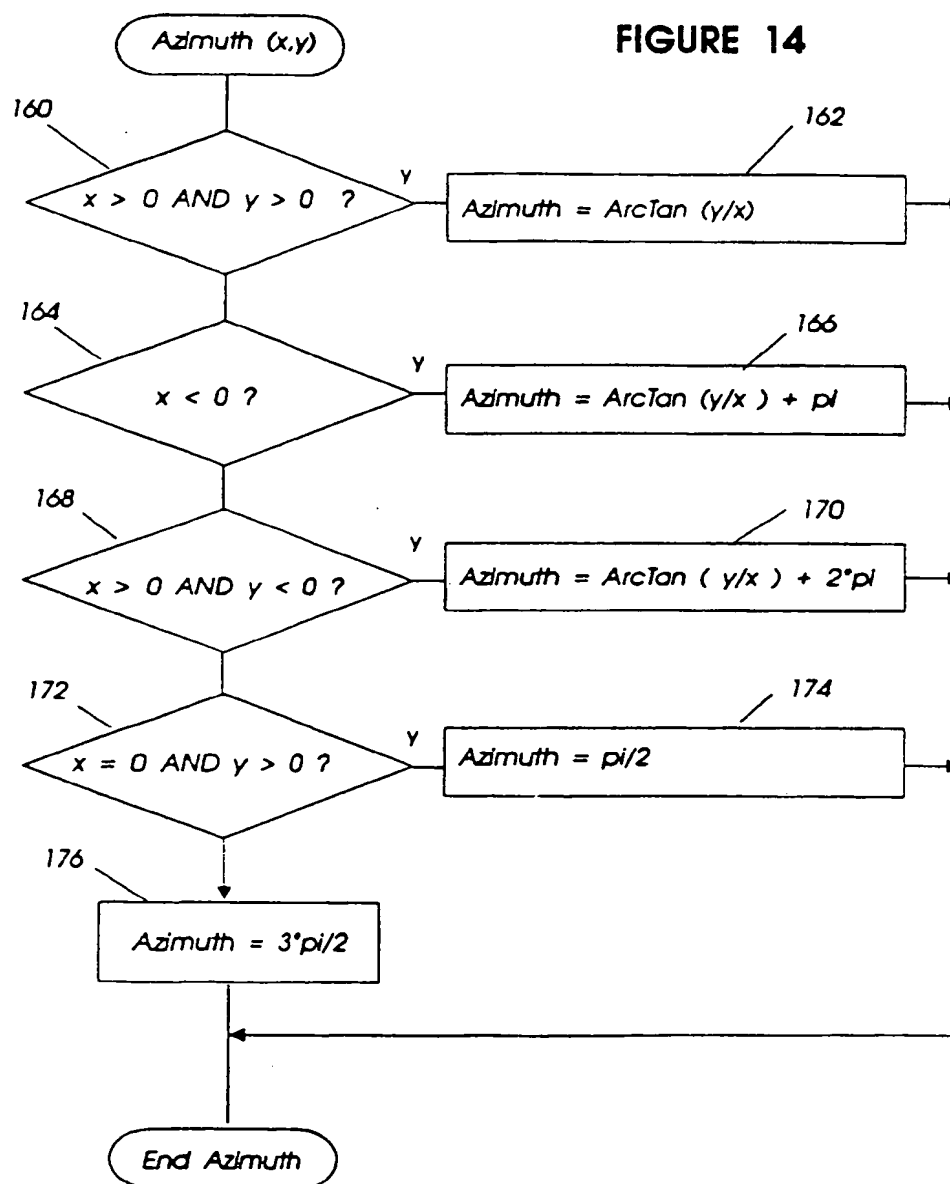 FIGURE 14
Azimuth (x,y)
160
x > 0 AND y > 0 ?
y
162
Azimuth = ArcTan (y/x)
164
x < 0 ?
y
166
Azimuth = ArcTan (y/x ) + pi
168
x > 0 AND y < 0 ?
y
170
Azimuth = ArcTan ( y/x ) + 2*pi
172
x = 0 AND y > 0 ?
y
174
Azimuth = pi/2
176
Azimuth = 3*pi/2
End Azimuth